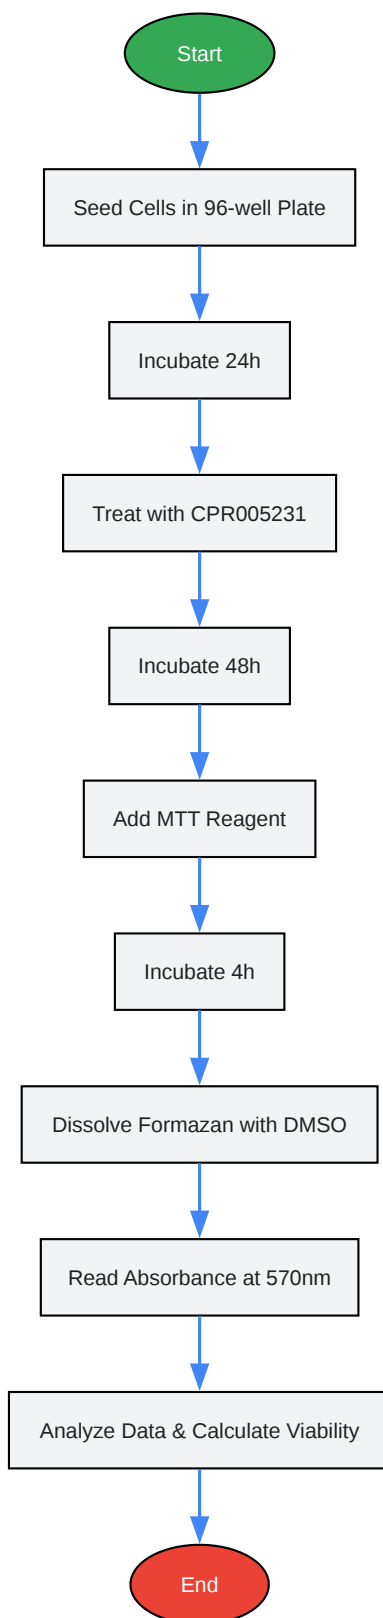 Start
Seed Cells in 96-well Plate
Incubate 24h
Treat with CPR005231
Incubate 48h
Add MTT Reagent
Incubate 4h
Dissolve Formazan with DMSO
Read Absorbance at 570nm
Analyze Data & Calculate Viability
End